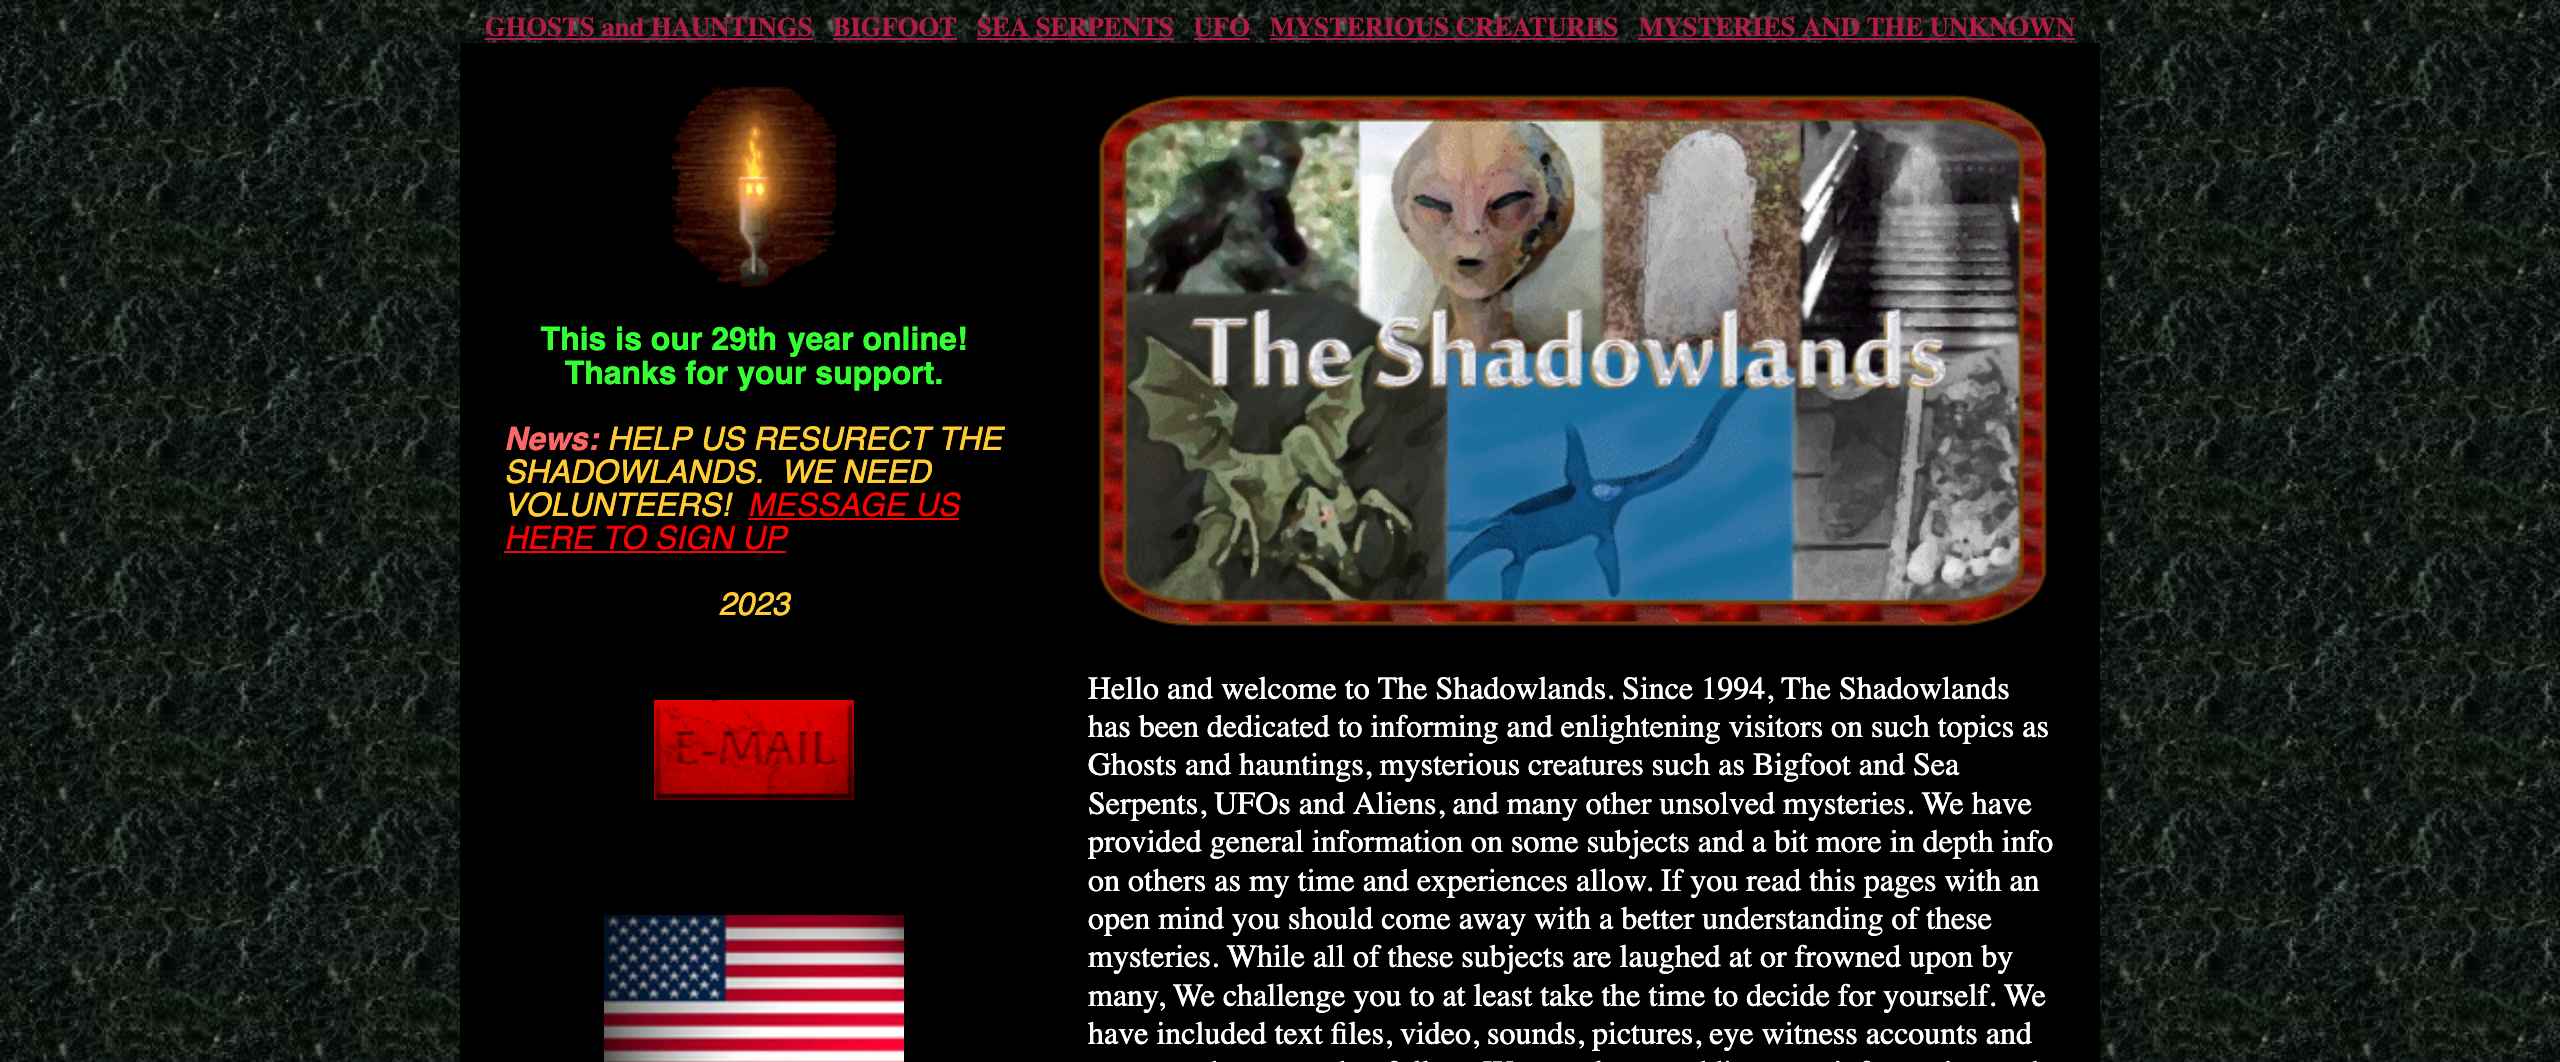 GHOSTS and HAUNTINGS BIGFOOT SEA SERPENTS UFO MYSTERIOUS CREATURES MYSTERIES AND THE UNKNOWN
This is our 29th year online!
Thanks for your support.
News: HELP US RESURECT THE
SHADOWLANDS. WE NEED
VOLUNTEERS! MESSAGE US
HERE TO SIGN UP
2023
E-MAIL
The Shadowlands
Hello and welcome to The Shadowlands. Since 1994, The Shadowlands
has been dedicated to informing and enlightening visitors on such topics as
Ghosts and hauntings, mysterious creatures such as Bigfoot and Sea
Serpents, UFOs and Aliens, and many other unsolved mysteries. We have
provided general information on some subjects and a bit more in depth info
on others as my time and experiences allow. If you read this pages with an
open mind you should come away with a better understanding of these
mysteries. While all of these subjects are laughed at or frowned upon by
many, We challenge you to at least take the time to decide for yourself. We
have included text files, video, sounds, pictures, eye witness accounts and